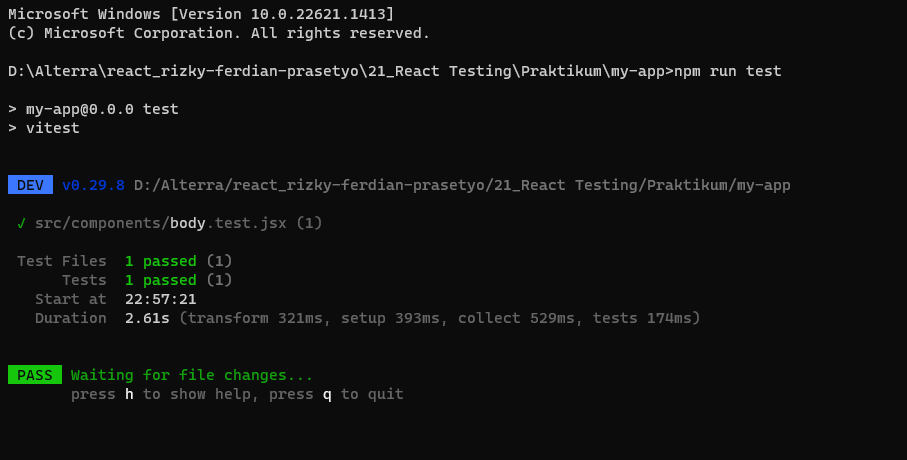 Microsoft Windows [Version 10.0.22621.1413]
(c) Microsoft Corporation. All rights reserved.
D:\Alterra\react_rizky-ferdian-prasetyo\21_React Testing\Praktikum\my-app>npm run test
> my-app@0.0.0 test
> vitest
DEV v0.29.8 D:/Alterra/react_rizky-ferdian-prasetyo/21_React Testing/Praktikum/my-app
√ src/components/body.test.jsx (1)
Test Files 1 passed (1)
Tests 1 passed (1)
Start at 22:57:21
Duration 2.61s (transform 321ms, setup 393ms, collect 529ms, tests 174ms)
PASS Waiting for file changes...
press h to show help, press q to quit